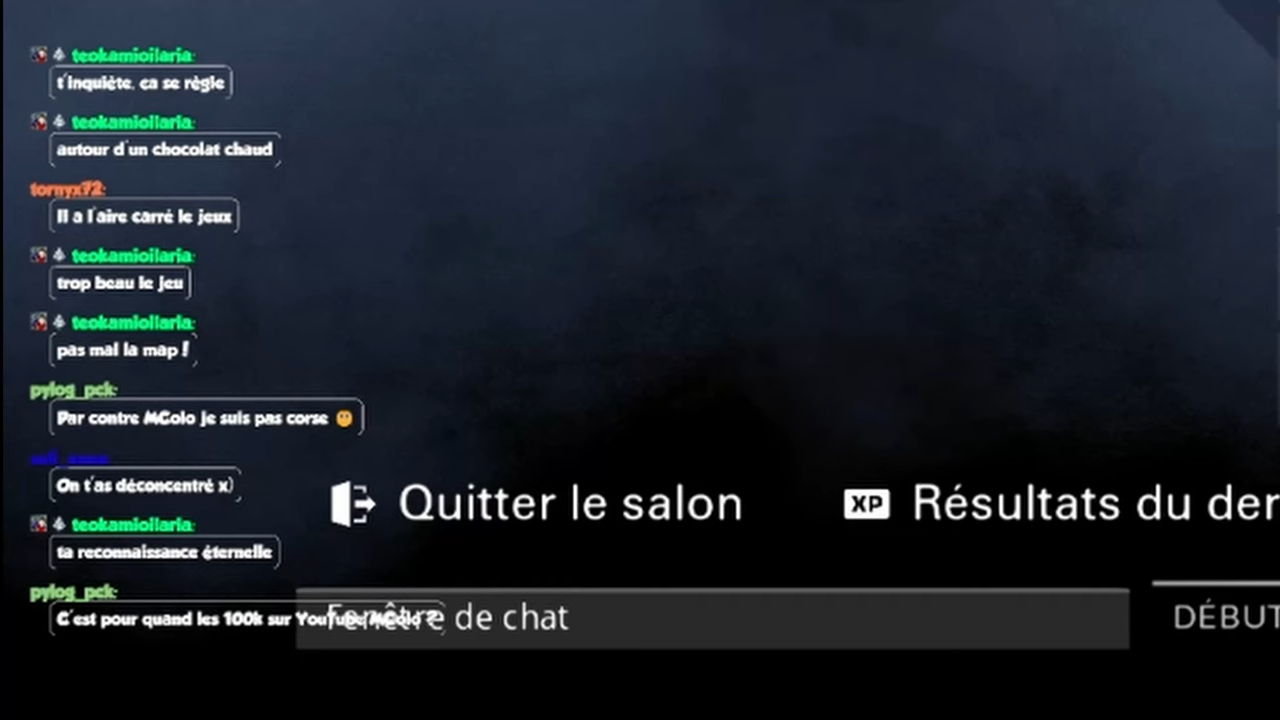 teokamioilaria:
t'inquiète, ca se règle
teokamioilaria:
autour d'un chocolat chaud
tornyx72:
Il a l'aire carré le jeux
teokamioilaria:
trop beau le jeu
teokamioilaria:
pas mal la map !
pylog_pck:
Par contre MColo je suis pas corse
On t'as déconcentré x)
teokamioilaria:
ta reconnaissance éternelle
pylog_pck:
C'est pour quand les 100k sur YouTube MColo ?
Quitter le salon
XP Résultats du der
Fenêtre de chat
DÉBUT